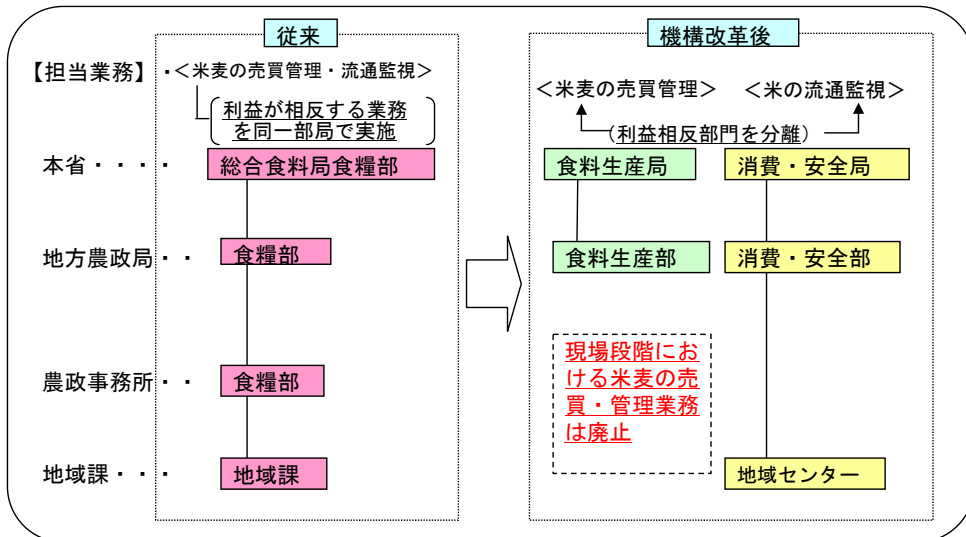 従来
機構改革後
【担当業務】・<米麦の売買管理・流通監視>
利益が相反する業務
を同一部局で実施
<米麦の売買管理> <米の流通監視>
(利益相反部門を分離)
本省・・・・ 総合食料局食糧部 食料生産局 消費・安全局
地方農政局・・ 食糧部 食料生産部 消費・安全部
現場段階にお
ける米麦の売
買・管理業務
は廃止
農政事務所・・ 食糧部
地域課・・・ 地域課 地域センター